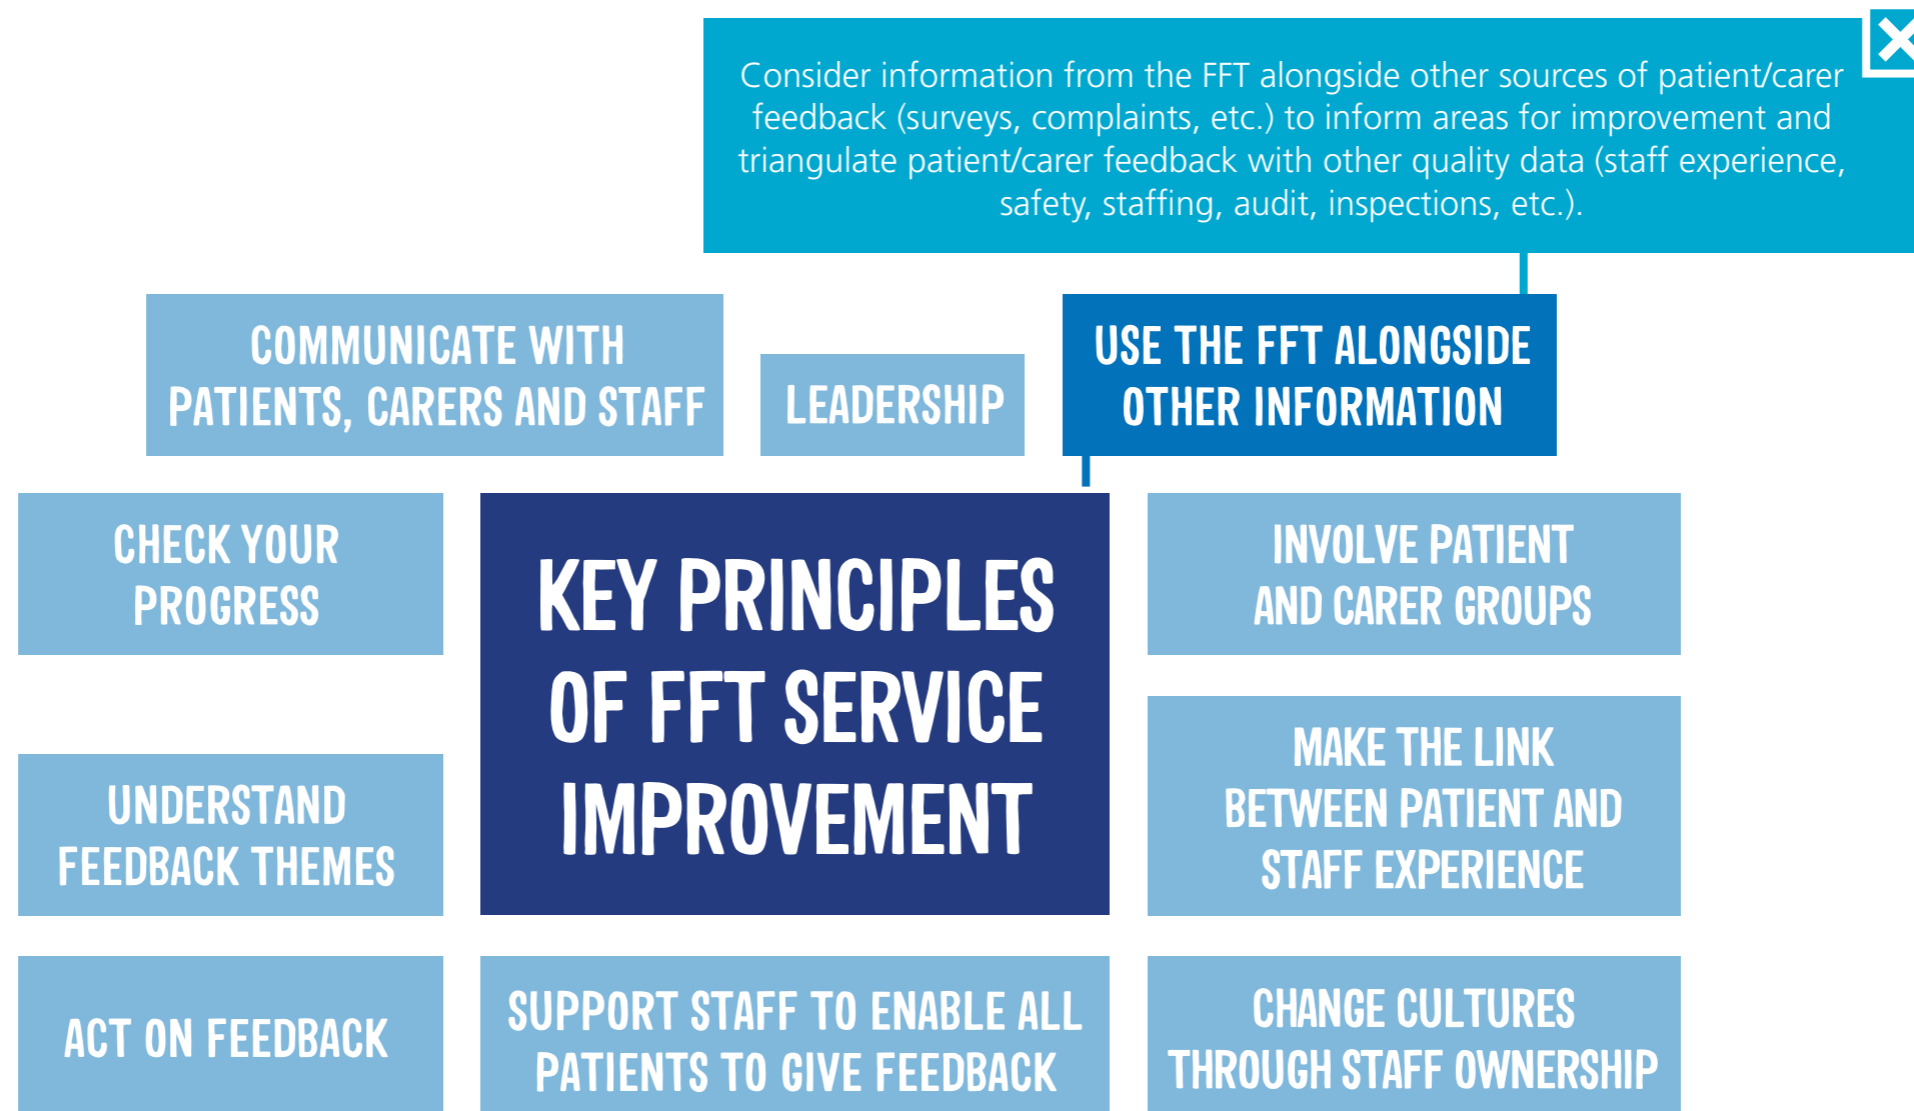 Consider information from the FFT alongside other sources of patient/carer
feedback (surveys, complaints, etc.) to inform areas for improvement and
triangulate patient/carer feedback with other quality data (staff experience,
safety, staffing, audit, inspections, etc.).
COMMUNICATE WITH
PATIENTS, CARERS AND STAFF
LEADERSHIP
USE THE FFT ALONGSIDE
OTHER INFORMATION
CHECK YOUR
PROGRESS
KEY PRINCIPLES
OF FFT SERVICE
IMPROVEMENT
INVOLVE PATIENT
AND CARER GROUPS
MAKE THE LINK
BETWEEN PATIENT AND
STAFF EXPERIENCE
UNDERSTAND
FEEDBACK THEMES
ACT ON FEEDBACK
SUPPORT STAFF TO ENABLE ALL
PATIENTS TO GIVE FEEDBACK
CHANGE CULTURES
THROUGH STAFF OWNERSHIP